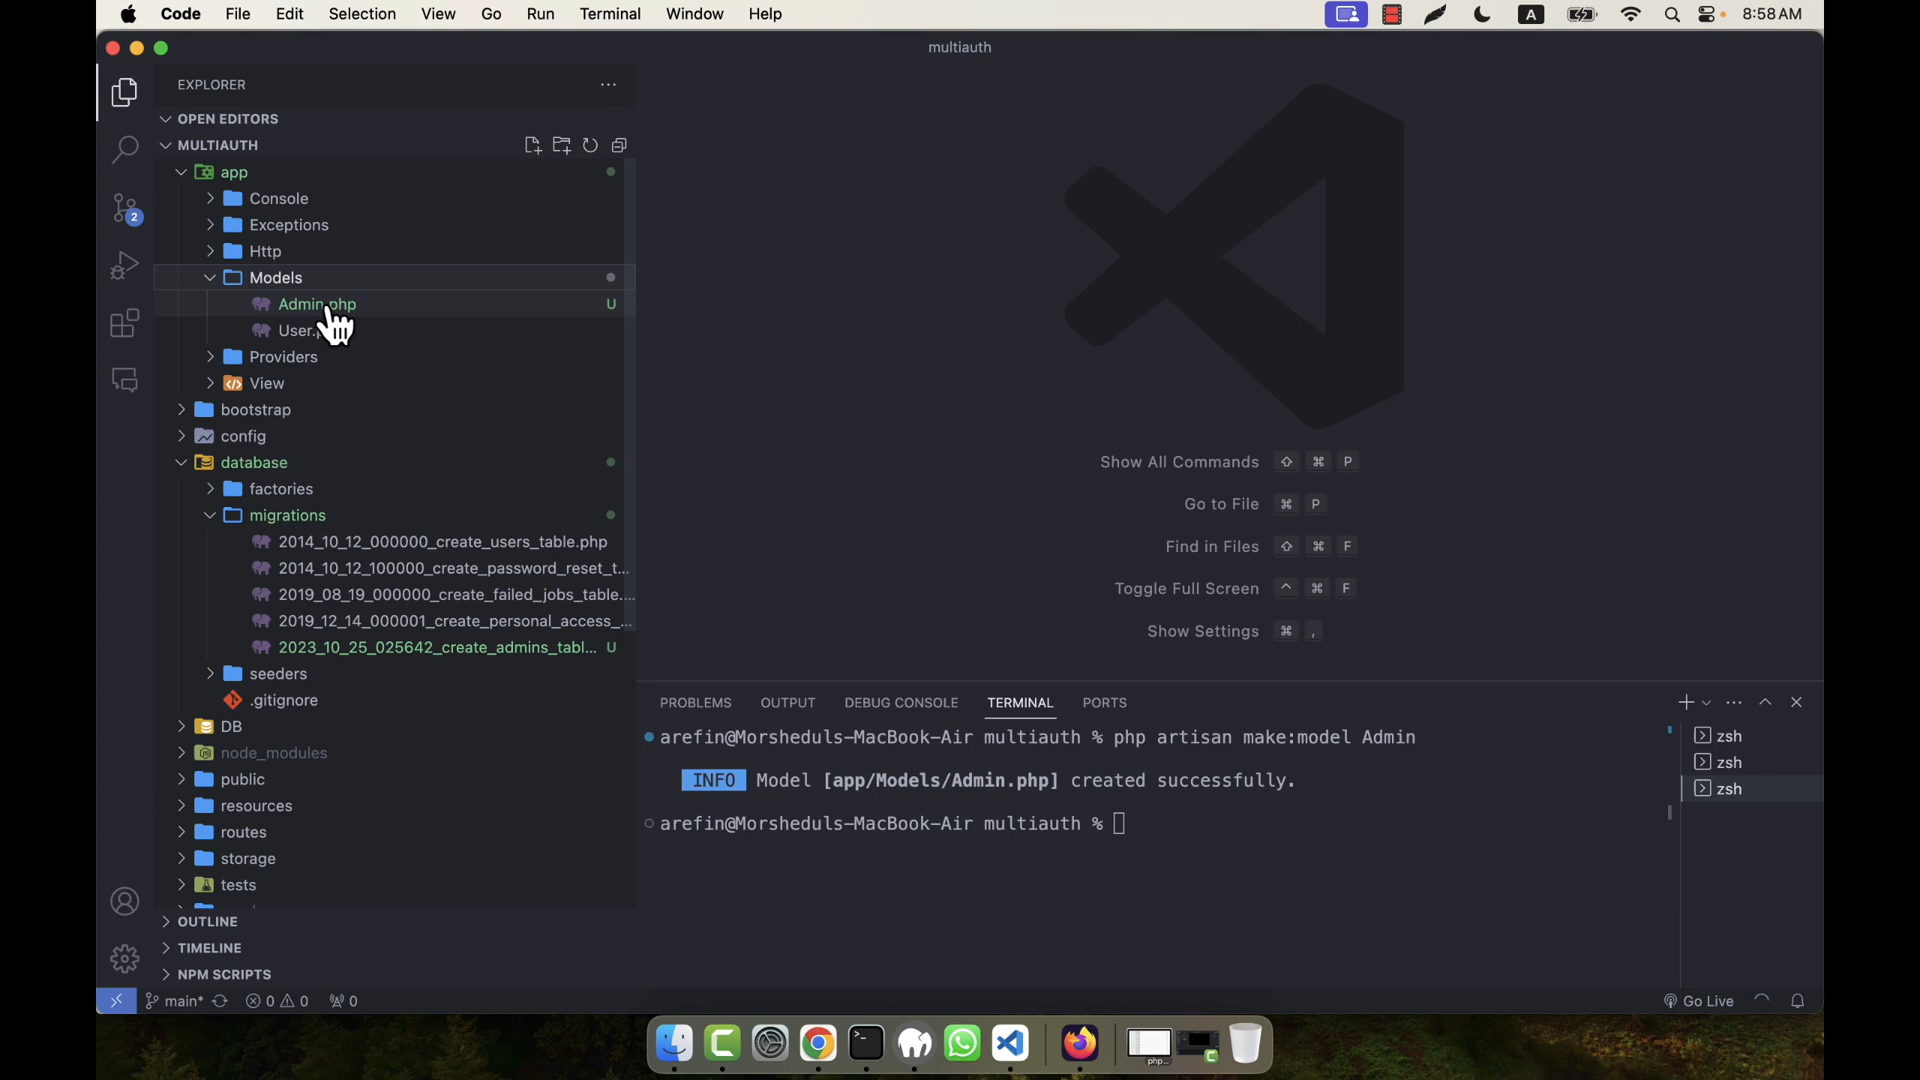 Code File Edit Selection View Go Run Terminal Window Help A 8:58 AM
multiauth
EXPLORER
OPEN EDITORS
MULTIAUTH
app
Console
Exceptions
Http
Models
Admin.php U
User.
Providers
View
bootstrap
config
database
factories
migrations
2014_10_12_000000_create_users_table.php
2014_10_12_100000_create_password_reset_t...
2019_08_19_000000_create_failed_jobs_table....
2019_12_14_000001_create_personal_access_...
2023_10_25_025642_create_admins_tabl... U
seeders
.gitignore
DB
node_modules
public
resources
routes
storage
tests
OUTLINE
TIMELINE
NPM SCRIPTS
2
Show All Commands ⇧ ⌘ P
Go to File ⌘ P
Find in Files ⇧ ⌘ F
Toggle Full Screen ^ ⌘ F
Show Settings ⌘ ,
PROBLEMS OUTPUT DEBUG CONSOLE TERMINAL PORTS
arefin@Morsheduls-MacBook-Air multiauth % php artisan make:model Admin
INFO Model [app/Models/Admin.php] created successfully.
arefin@Morsheduls-MacBook-Air multiauth %
zsh
zsh
zsh
main* 0 0 0 Go Live
php...